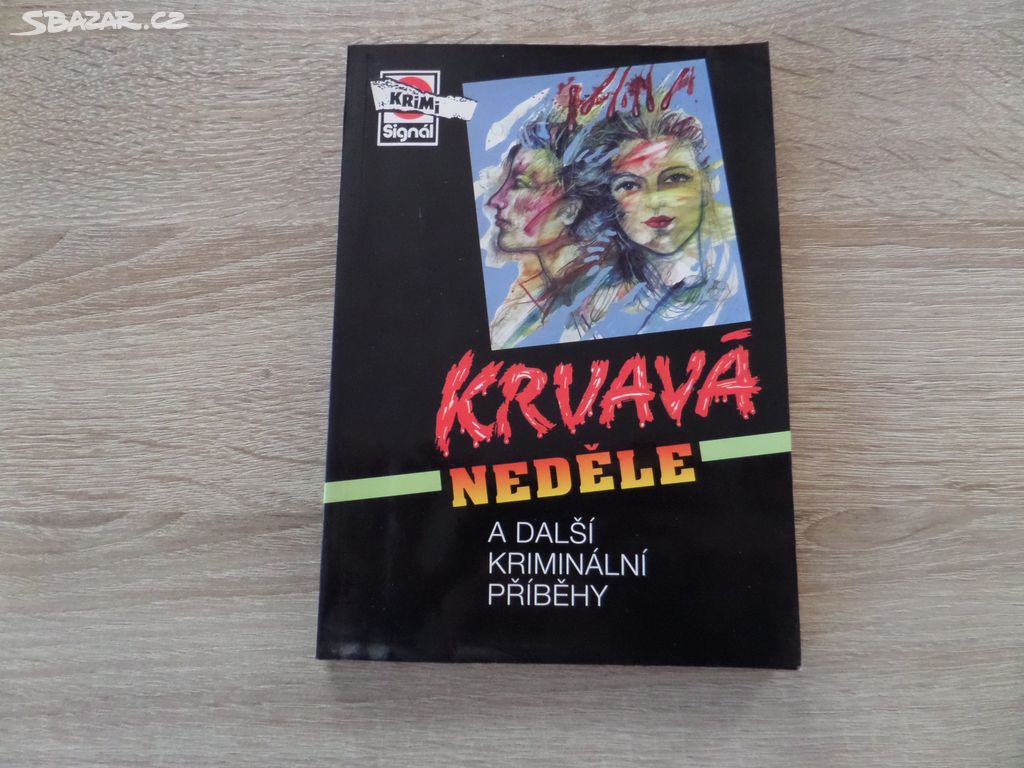 SBAZAR.CZ
KRIMI
Signál
KRVAVÁ
NEDĚLE
A DALŠÍ
KRIMINÁLNÍ
PŘÍBĚHY